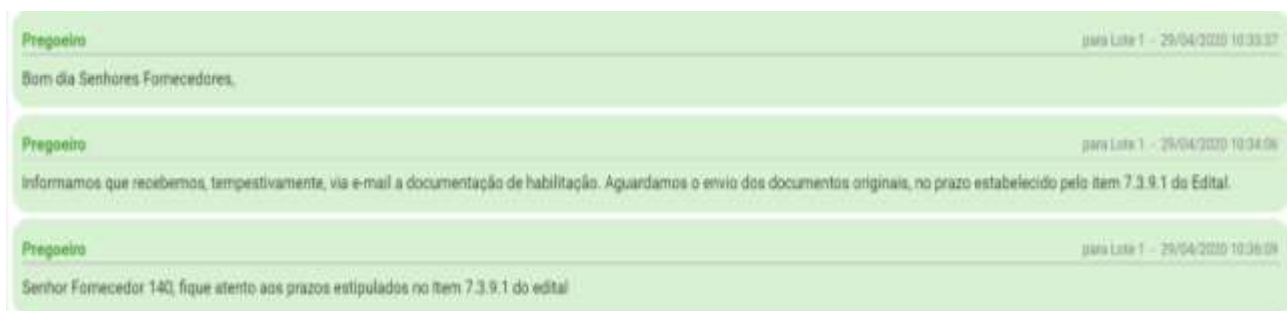 Pregoeiro
para Lote 1 - 29/04/2020 10:33:37
Bom dia Senhores Fornecedores,
Pregoeiro
para Lote 1 - 29/04/2020 10:34:06
Informamos que recebemos, tempestivamente, via e-mail a documentação de habilitação. Aguardamos o envio dos documentos originais, no prazo estabelecido pelo item 7.3.9.1 do Edital.
Pregoeiro
para Lote 1 - 29/04/2020 10:36:09
Senhor Fornecedor 140, fique atento aos prazos estipulados no item 7.3.9.1 do edital